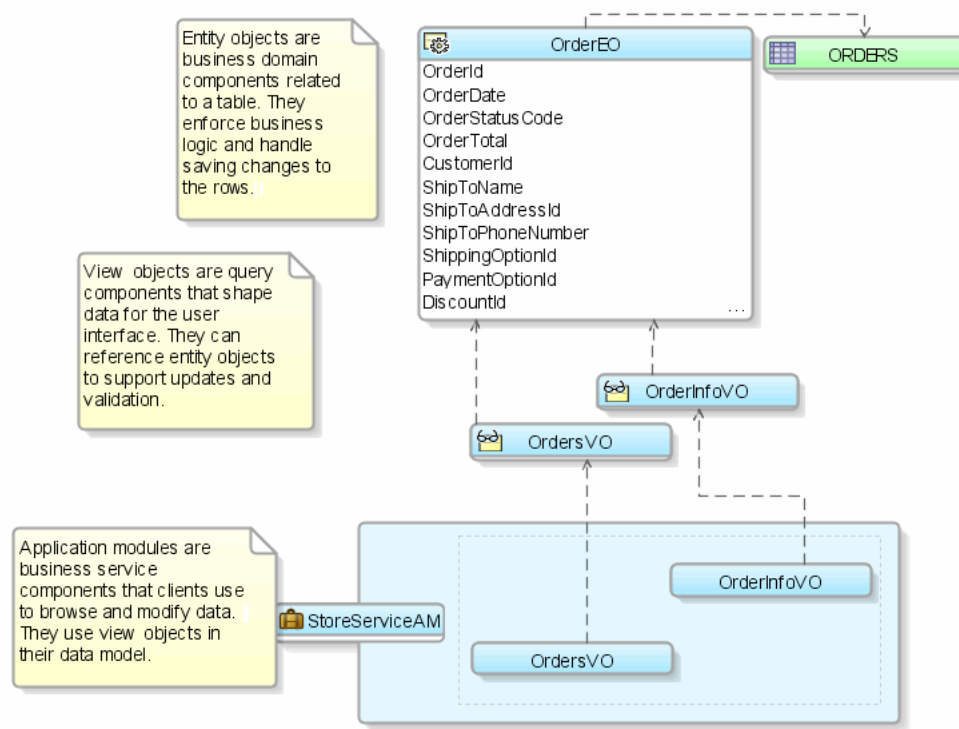 Entity objects are
business domain
components related
to a table. They
enforce business
logic and handle
saving changes to
the rows.
OrderEO
OrderId
OrderDate
OrderStatusCode
OrderTotal
CustomerId
ShipToName
ShipToAddressId
ShipToPhoneNumber
ShippingOptionId
PaymentOptionId
DiscountId
...
ORDERS
View objects are query
components that shape
data for the user
interface. They can
reference entity objects
to support updates and
validation.
OrderInfoVO
OrdersVO
Application modules are
business service
components that clients use
to browse and modify data.
They use view objects in
their data model.
StoreServiceAM
OrderInfoVO
OrdersVO